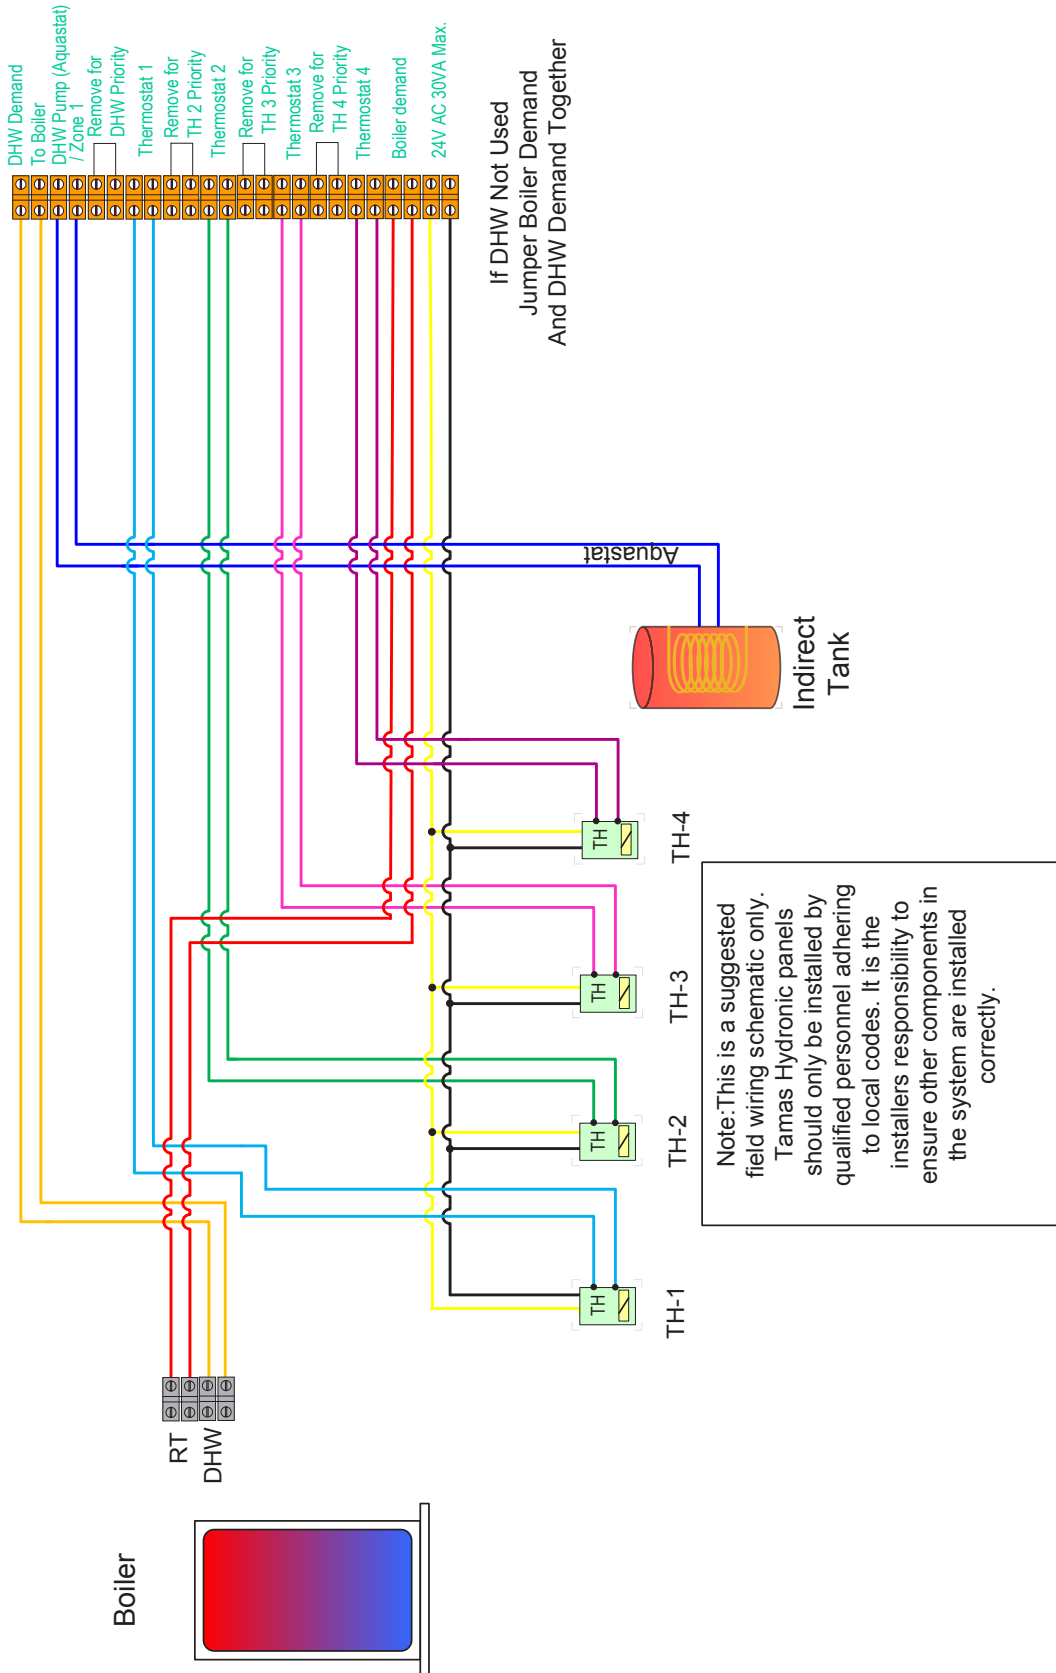 DHW Demand
To Boiler
DHW Pump (Aquastat)
/ Zone 1
Remove for
DHW Priority
Thermostat 1
Remove for
TH 2 Priority
Thermostat 2
Remove for
TH 3 Priority
Thermostat 3
Remove for
TH 4 Priority
Thermostat 4
Boiler demand
24V AC 30VA Max.
If DHW Not Used
Jumper Boiler Demand
And DHW Demand Together
Aquastat
Indirect
Tank
TH
TH-4
TH
TH-3
TH
TH-2
TH
TH-1
RT
DHW
Boiler
Note:This is a suggested
field wiring schematic only.
Tamas Hydronic panels
should only be installed by
qualified personnel adhering
to local codes. It is the
installers responsibility to
ensure other components in
the system are installed
correctly.